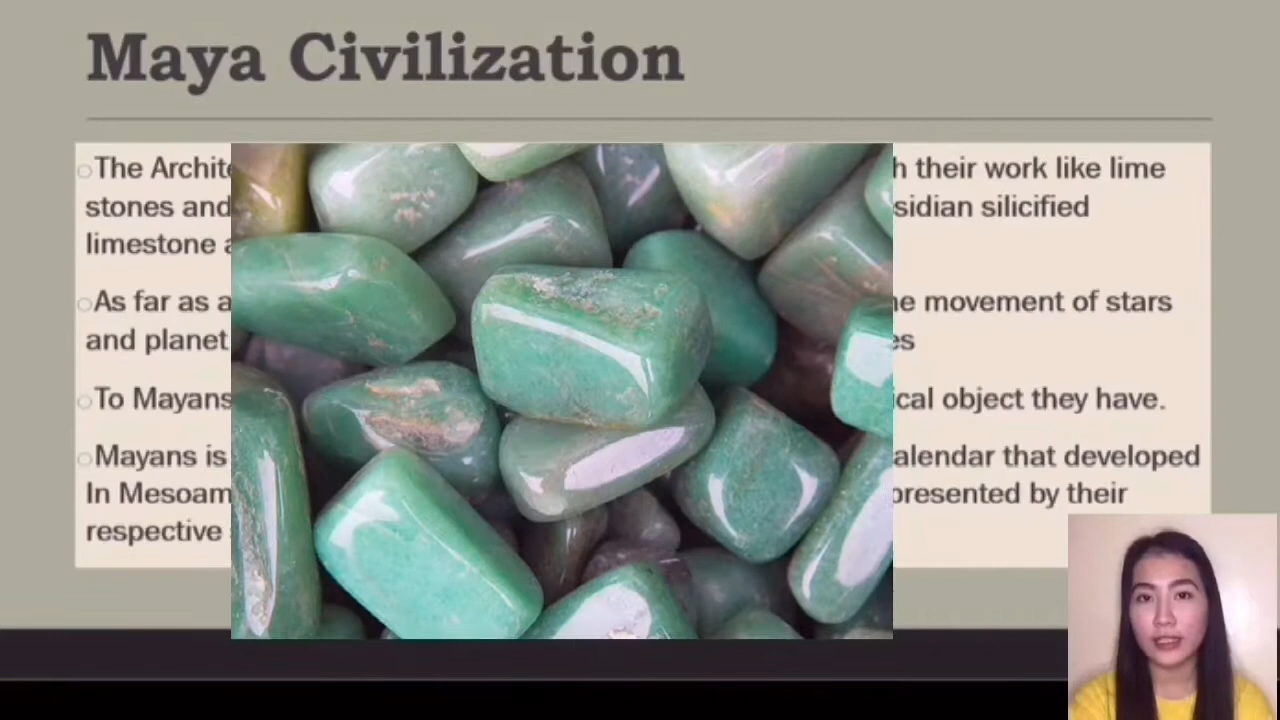 Maya Civilization
The Archite h their work like lime
stones and sidian silicified
limestone a
As far as a e movement of stars
and planet es
To Mayans ical object they have.
Mayans is alendar that developed
In Mesoam presented by their
respective